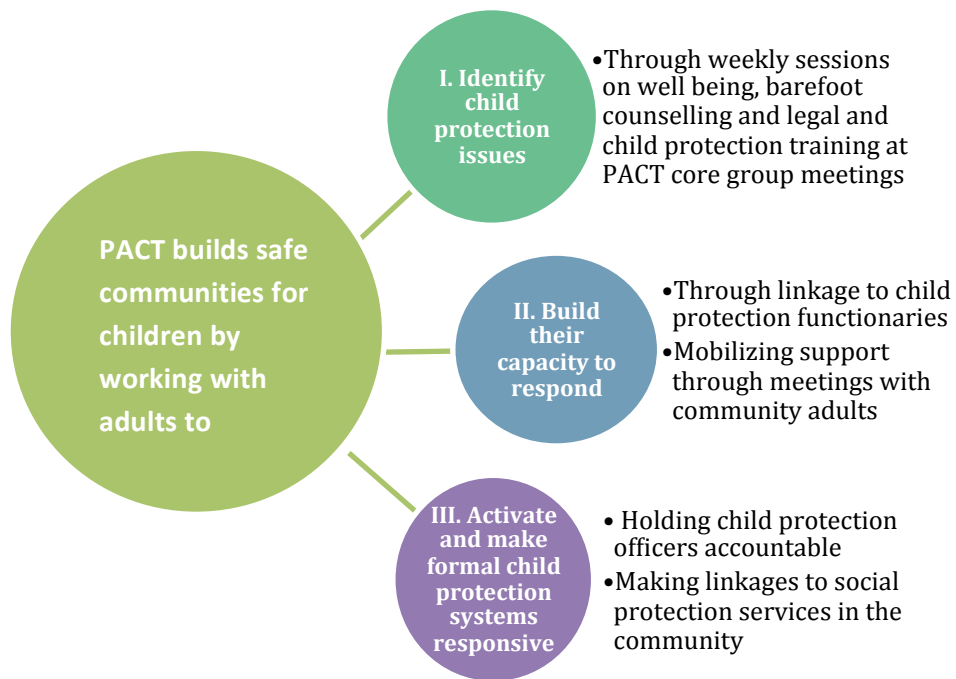 PACT builds safe
communities for
children by
working with
adults to
I. Identify
child
protection
issues
•Through weekly sessions
on well being, barefoot
counselling and legal and
child protection training at
PACT core group meetings
II. Build
their
capacity to
respond
•Through linkage to child
protection functionaries
•Mobilizing support
through meetings with
community adults
III. Activate
and make
formal child
protection
systems
responsive
• Holding child protection
officers accountable
•Making linkages to social
protection services in the
community